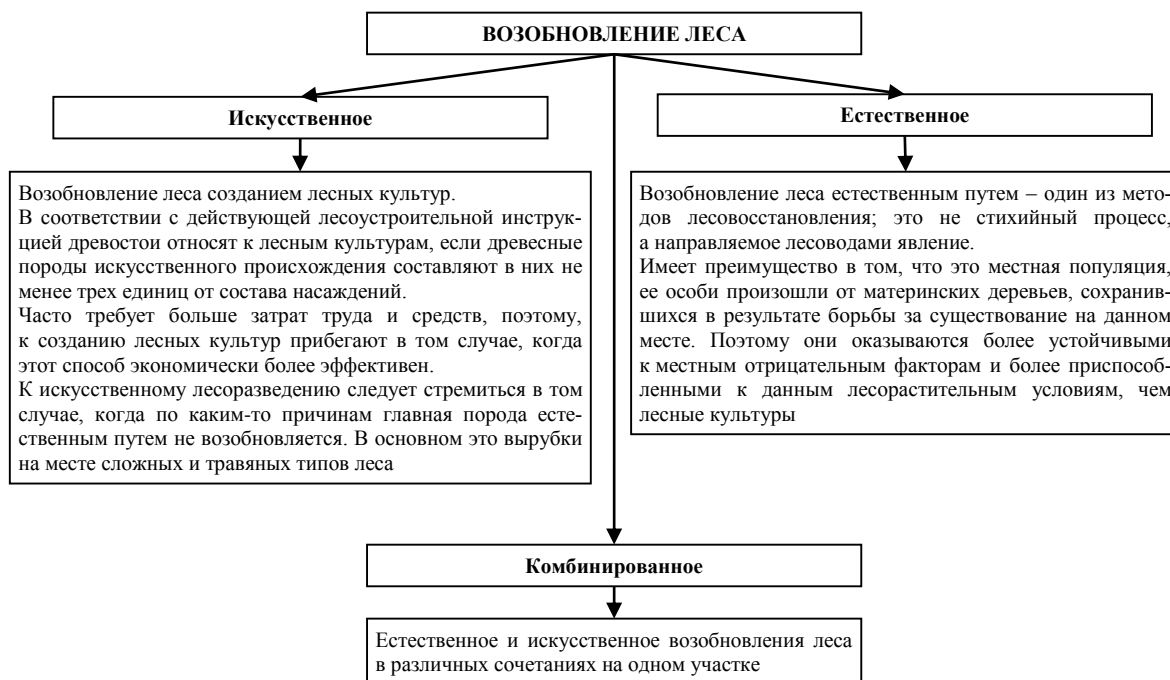 ВОЗОБНОВЛЕНИЕ ЛЕСА
Искусственное
Возобновление леса созданием лесных культур.
В соответствии с действующей лесоустроительной инструк-
цией древостои относят к лесным культурам, если древесные
породы искусственного происхождения составляют в них не
менее трех единиц от состава насаждений.
Часто требует больше затрат труда и средств, поэтому,
к созданию лесных культур прибегают в том случае, когда
этот способ экономически более эффективен.
К искусственному лесоразведению следует стремиться в том
случае, когда по каким-то причинам главная порода есте-
ственным путем не возобновляется. В основном это вырубки
на месте сложных и травяных типов леса
Естественное
Возобновление леса естественным путем – один из мето-
дов лесовосстановления; это не стихийный процесс,
а направляемое лесоводами явление.
Имеет преимущество в том, что это местная популяция,
ее особи произошли от материнских деревьев, сохранив-
шихся в результате борьбы за существование на данном
месте. Поэтому они оказываются более устойчивыми
к местным отрицательным факторам и более приспособ-
ленными к данным лесорастительным условиям, чем
лесные культуры
Комбинированное
Естественное и искусственное возобновления леса
в различных сочетаниях на одном участке